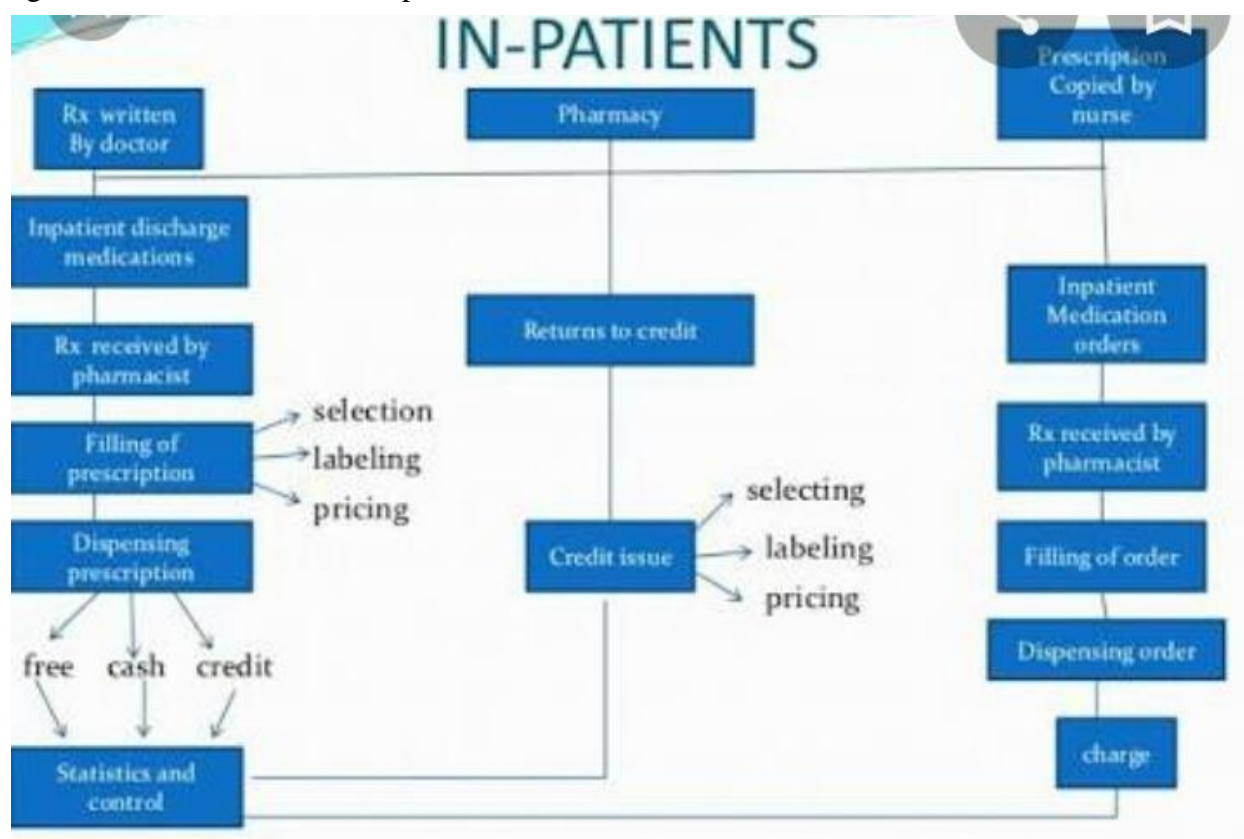 IN-PATIENTS
Rx written
By doctor
Pharmacy
Prescription
Copied by
nurse
Inpatient discharge
medications
Returns to credit
Inpatient
Medication
orders
Rx received by
pharmacist
Filling of
prescription
selection
labeling
pricing
Rx received by
pharmacist
Dispensing
prescription
Credit issue
selecting
labeling
pricing
Filling of order
Dispensing order
free cash credit
charge
Statistics and
control